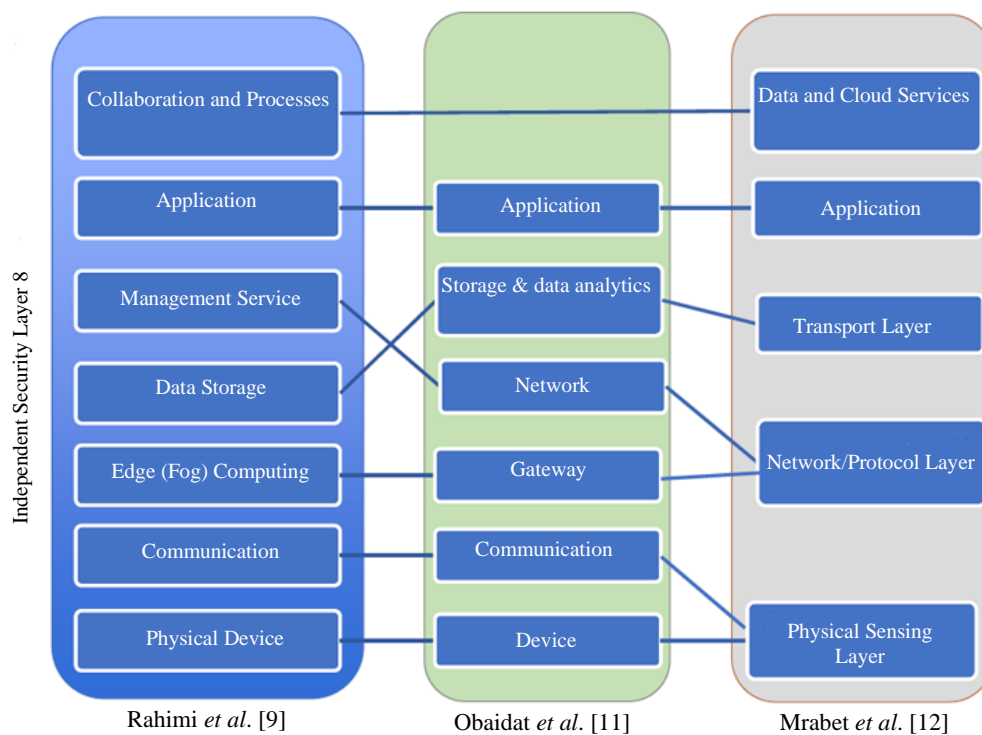 Independent Security Layer 8
Collaboration and Processes
Application
Management Service
Data Storage
Edge (Fog) Computing
Communication
Physical Device
Rahimi et al. [9]
Application
Storage & data analytics
Network
Gateway
Communication
Device
Obaidat et al. [11]
Data and Cloud Services
Application
Transport Layer
Network/Protocol Layer
Physical Sensing
Layer
Mrabet et al. [12]